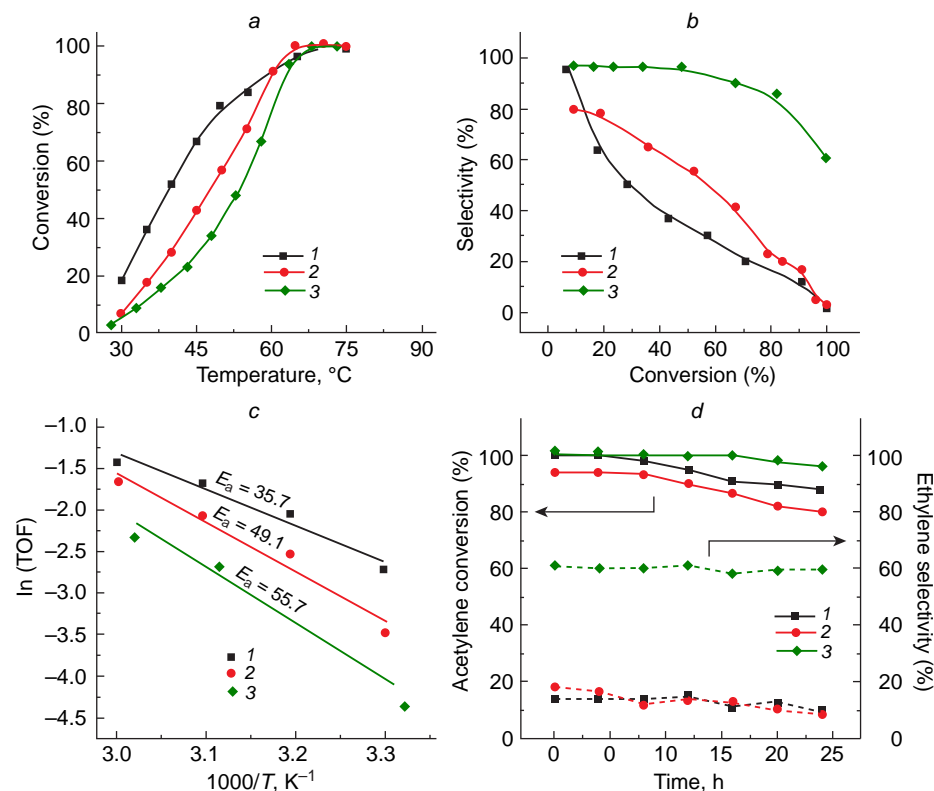 a
100
80
60
40
20
0
Conversion (%)
1
2
3
30 45 60 75 90
Temperature, °C
b
100
80
60
40
20
0
Selectivity (%)
1
2
3
0 20 40 60 80 100
Conversion (%)
c
–1.0
–1.5
–2.0
–2.5
–3.0
–3.5
–4.0
–4.5
ln (TOF)
Eₐ = 35.7
Eₐ = 49.1
Eₐ = 55.7
1
2
3
3.0 3.1 3.2 3.3
1000/T, K⁻¹
d
100
80
60
40
20
0
Acetylene conversion (%)
100
80
60
40
20
0
Ethylene selectivity (%)
1
2
3
0 0 0 10 15 20 25
Time, h